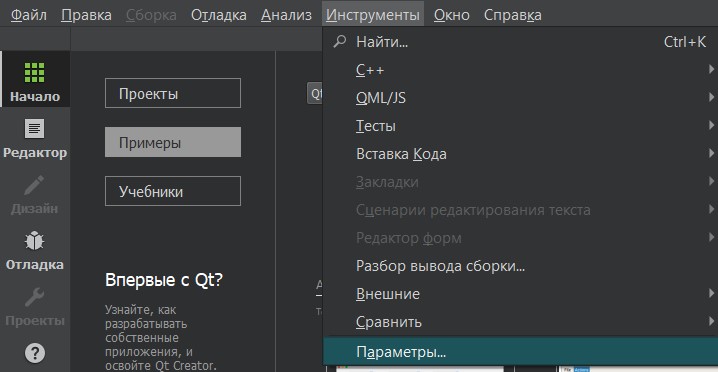 Файл Правка Сборка Отладка Анализ Инструменты Окно Справка
Начало
Редактор
Дизайн
Отладка
Проекты
?
Проекты
Примеры
Учебники
Впервые с Qt?
Узнайте, как
разрабатывать
собственные
приложения, и
освойте Qt Creator.
Qt
Найти... Ctrl+K
C++
QML/JS
Тесты
Вставка Кода
Закладки
Сценарии редактирования текста
Редактор форм
Разбор вывода сборки...
Внешние
Сравнить
Параметры...